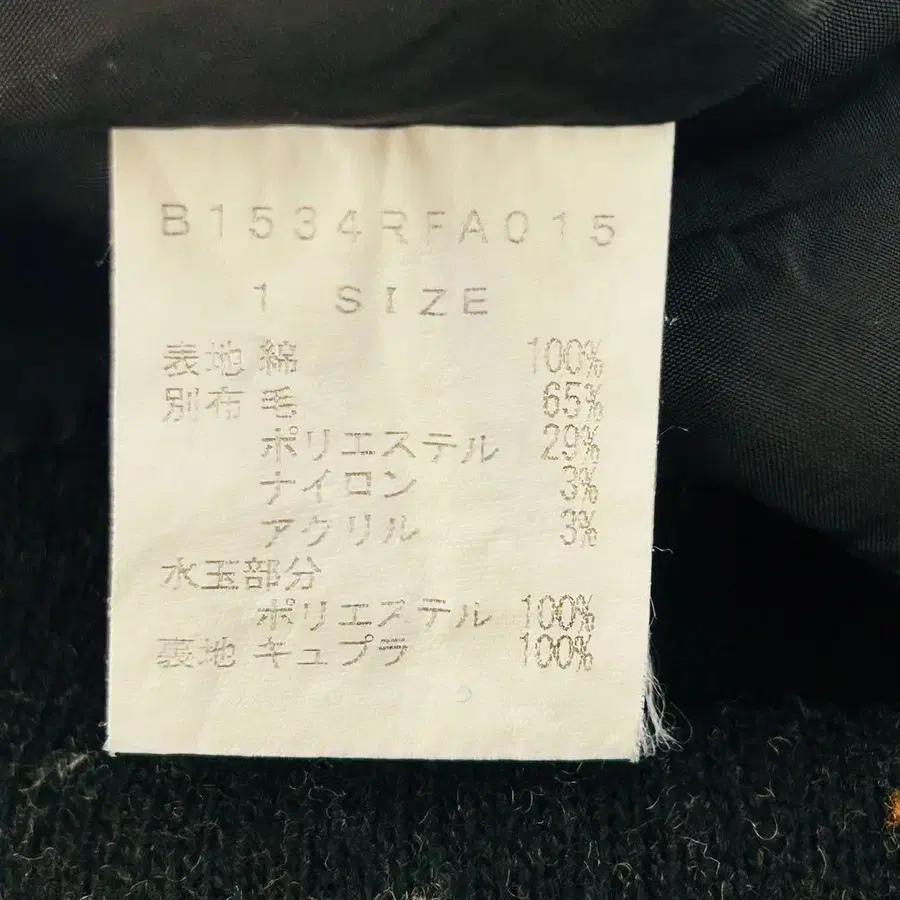 B1534RFA015
1 SIZE
表地 綿 100%
別布 毛 65%
ポリエステル 29%
ナイロン 3%
アクリル 3%
水玉部分
ポリエステル 100%
裏地 キュプラ 100%